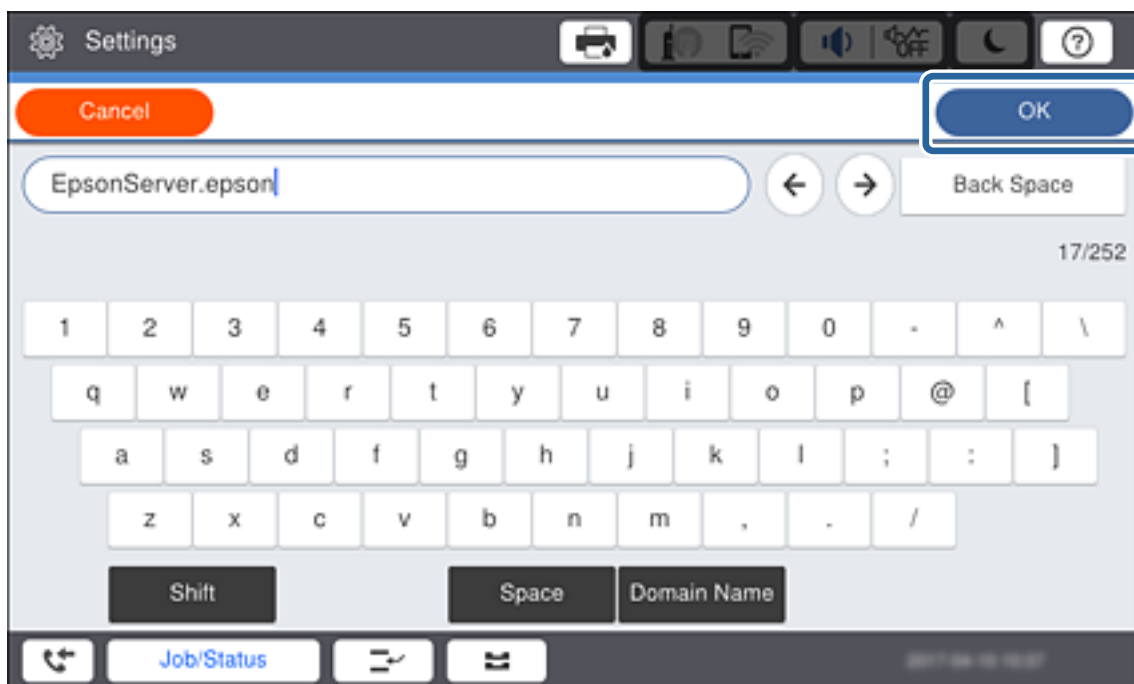 Settings
OFF
Cancel
OK
EpsonServer.epson
Back Space
17/252
1 2 3 4 5 6 7 8 9 0 - ^ \
q w e r t y u i o p @ [
a s d f g h j k l ; : ]
z x c v b n m , . /
Shift Space Domain Name
Job/Status